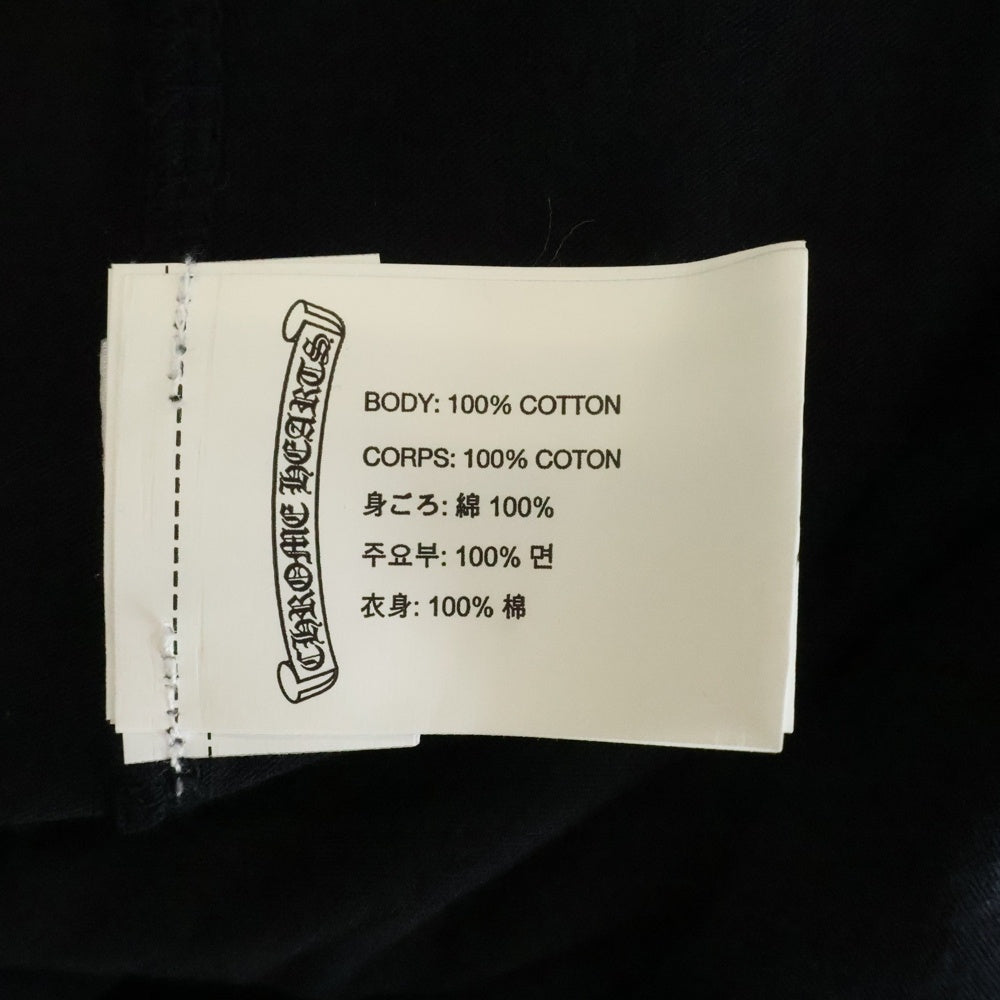 CHROME HEARTS
BODY: 100% COTTON
CORPS: 100% COTON
身ごろ: 綿 100%
주요부: 100% 면
衣身: 100% 棉